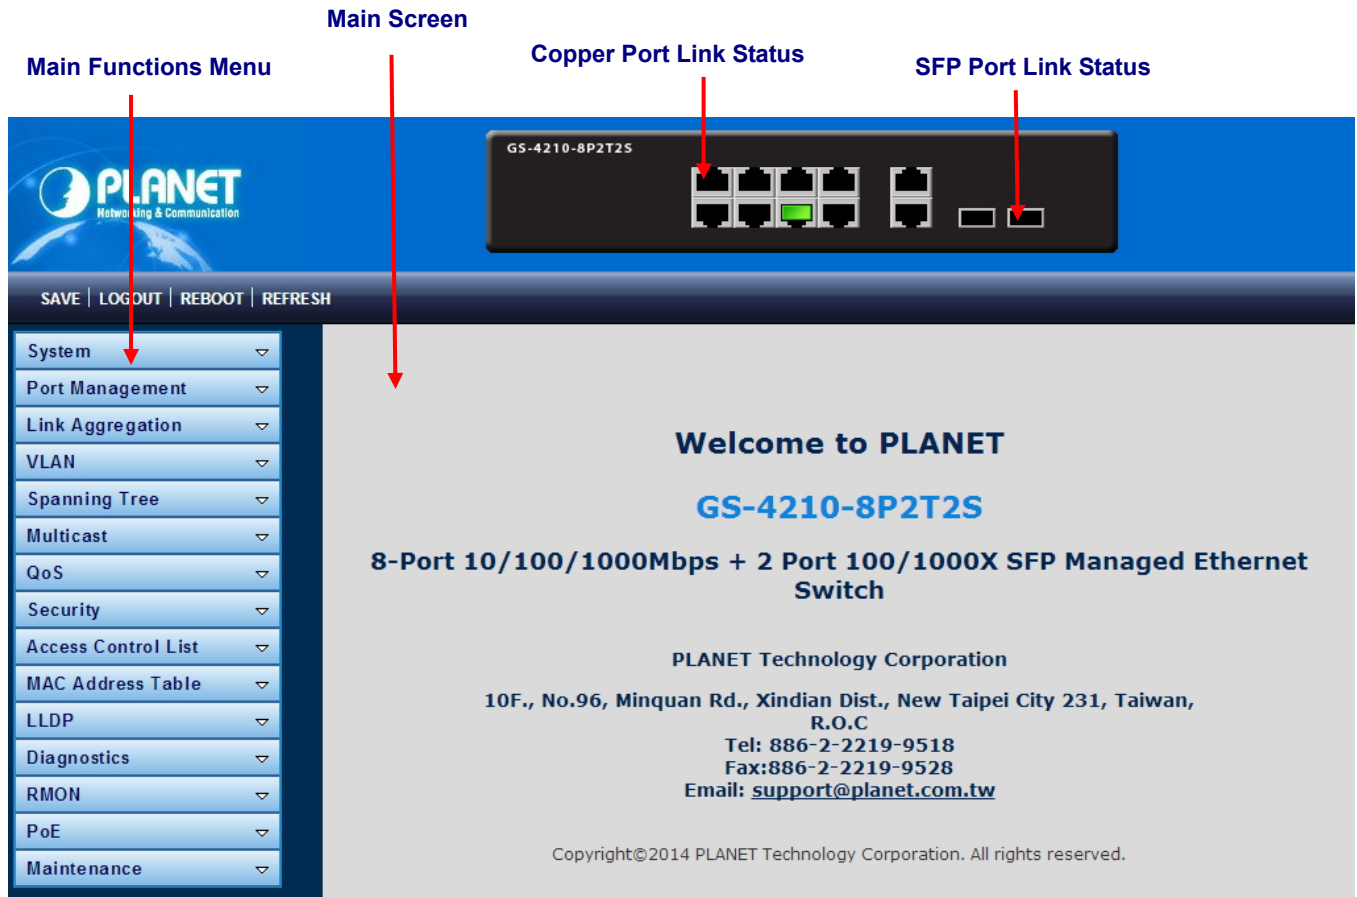 Main Screen
Copper Port Link Status
SFP Port Link Status
Main Functions Menu
GS-4210-8P2T2S
PLANET
Networking & Communication
SAVE | LOGOUT | REBOOT | REFRESH
System
Port Management
Link Aggregation
VLAN
Spanning Tree
Multicast
QoS
Security
Access Control List
MAC Address Table
LLDP
Diagnostics
RMON
PoE
Maintenance
Welcome to PLANET
GS-4210-8P2T2S
8-Port 10/100/1000Mbps + 2 Port 100/1000X SFP Managed Ethernet
Switch
PLANET Technology Corporation
10F., No.96, Minquan Rd., Xindian Dist., New Taipei City 231, Taiwan,
R.O.C
Tel: 886-2-2219-9518
Fax:886-2-2219-9528
Email: support@planet.com.tw
Copyright©2014 PLANET Technology Corporation. All rights reserved.